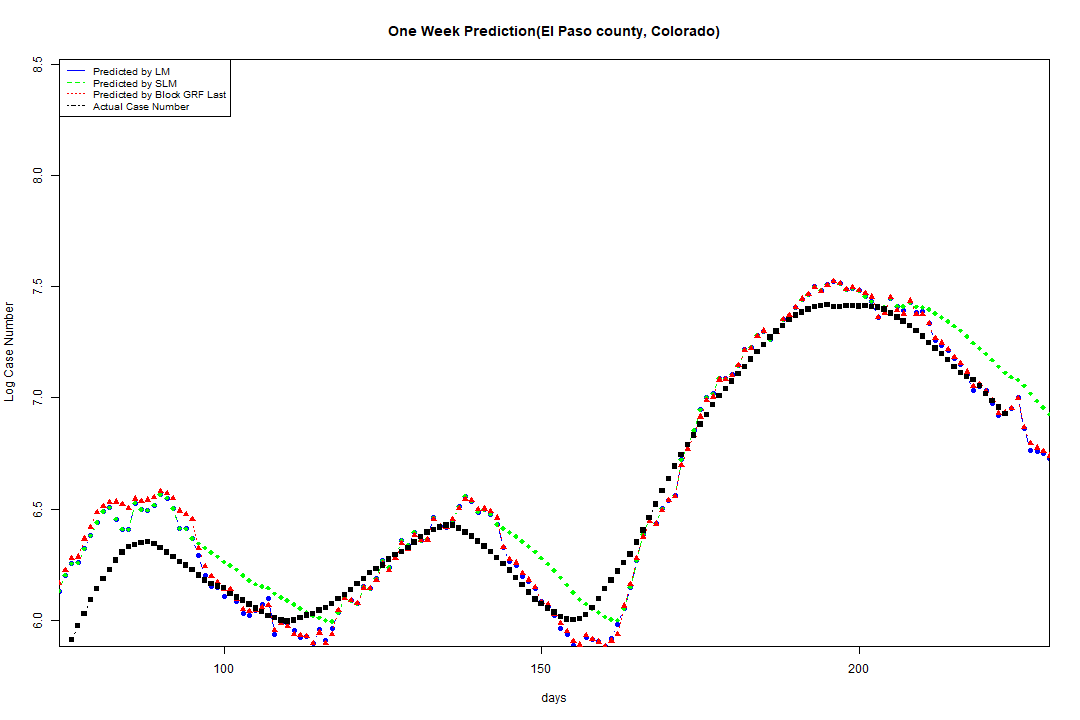 One Week Prediction(El Paso county, Colorado)
Predicted by LM
Predicted by SLM
Predicted by Block GRF Last
Actual Case Number
8.5
8.0
7.5
7.0
6.5
6.0
Log Case Number
100 150 200
days